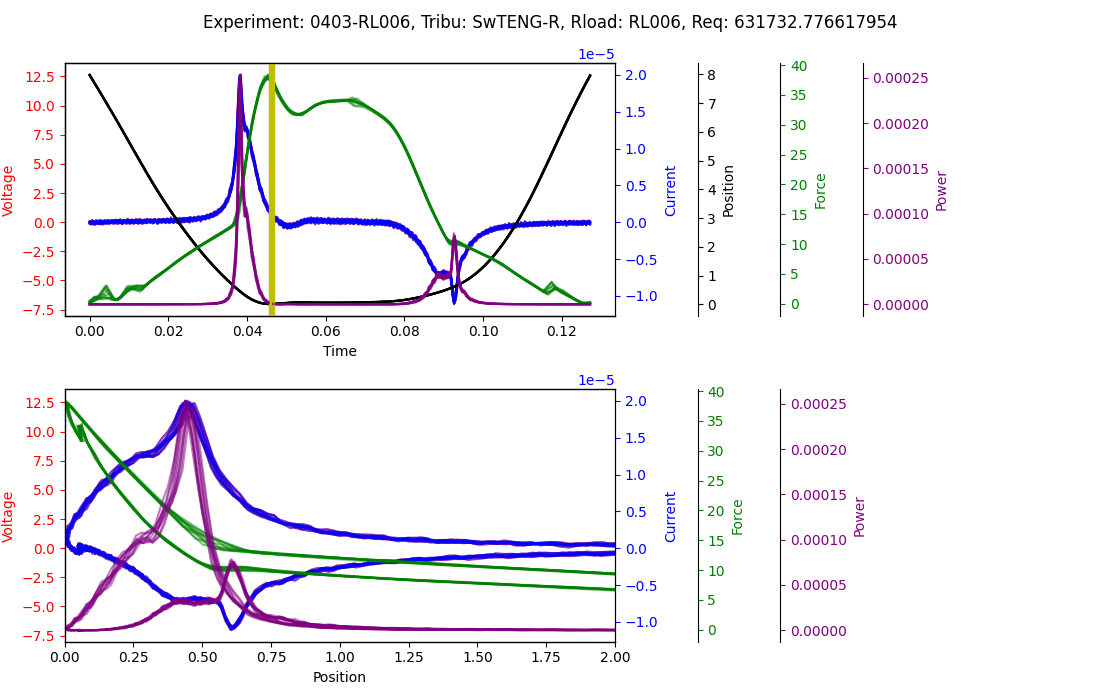 Experiment: 0403-RL006, Tribu: SwTENG-R, Rload: RL006, Req: 631732.776617954
1e−5
12.5 10.0 7.5 5.0 2.5 0.0 −2.5 −5.0 −7.5
Voltage
2.0 1.5 1.0 0.5 0.0 −0.5 −1.0
Current
8 7 6 5 4 3 2 1 0
Position
40 35 30 25 20 15 10 5 0
Force
0.00025 0.00020 0.00015 0.00010 0.00005 0.00000
Power
0.00 0.02 0.04 0.06 0.08 0.10 0.12
Time
1e−5
12.5 10.0 7.5 5.0 2.5 0.0 −2.5 −5.0 −7.5
Voltage
2.0 1.5 1.0 0.5 0.0 −0.5 −1.0
Current
40 35 30 25 20 15 10 5 0
Force
0.00025 0.00020 0.00015 0.00010 0.00005 0.00000
Power
0.00 0.25 0.50 0.75 1.00 1.25 1.50 1.75 2.00
Position